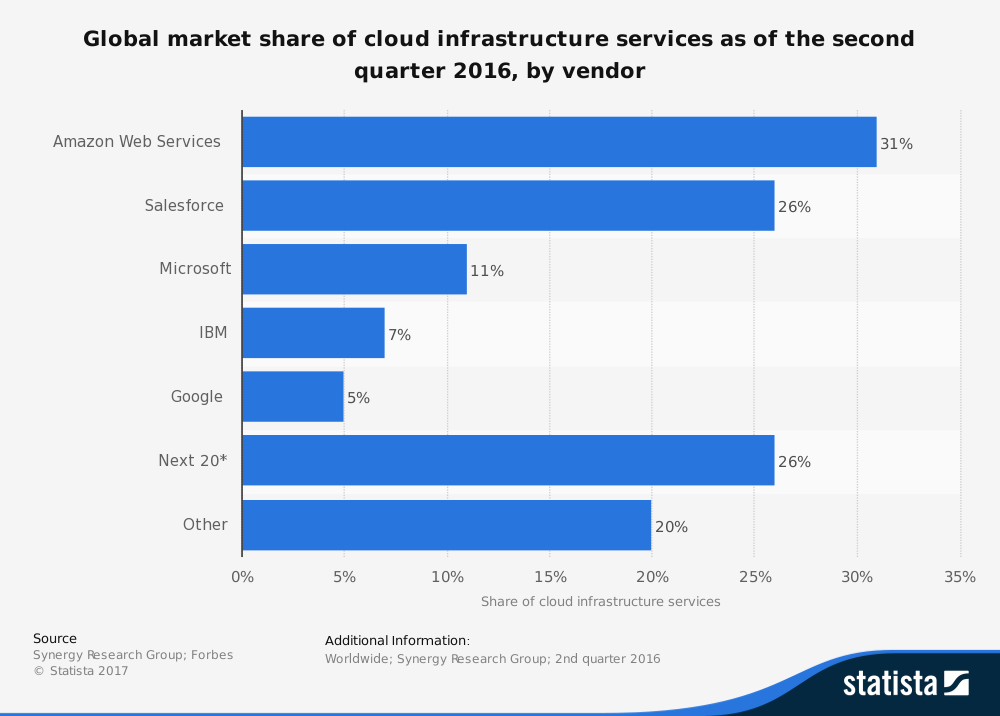 Global market share of cloud infrastructure services as of the second
quarter 2016, by vendor
Amazon Web Services
31%
Salesforce
26%
Microsoft
11%
IBM
7%
Google
5%
Next 20*
26%
Other
20%
0% 5% 10% 15% 20% 25% 30% 35%
Share of cloud infrastructure services
Source
Synergy Research Group; Forbes
© Statista 2017
Additional Information:
Worldwide; Synergy Research Group; 2nd quarter 2016
statista